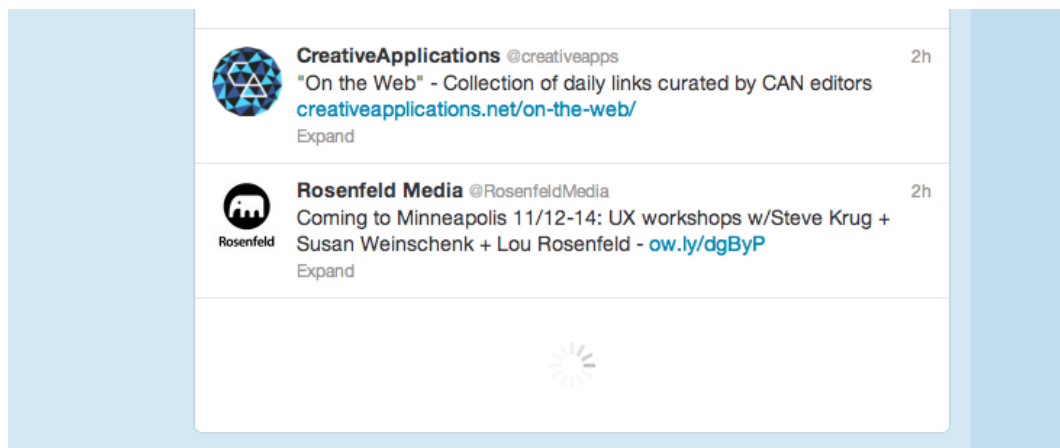 CreativeApplications @creativeapps 2h
"On the Web" - Collection of daily links curated by CAN editors
creativeapplications.net/on-the-web/
Expand
Rosenfeld Media @RosenfeldMedia 2h
Coming to Minneapolis 11/12-14: UX workshops w/Steve Krug +
Susan Weinschenk + Lou Rosenfeld - ow.ly/dgByP
Rosenfeld
Expand